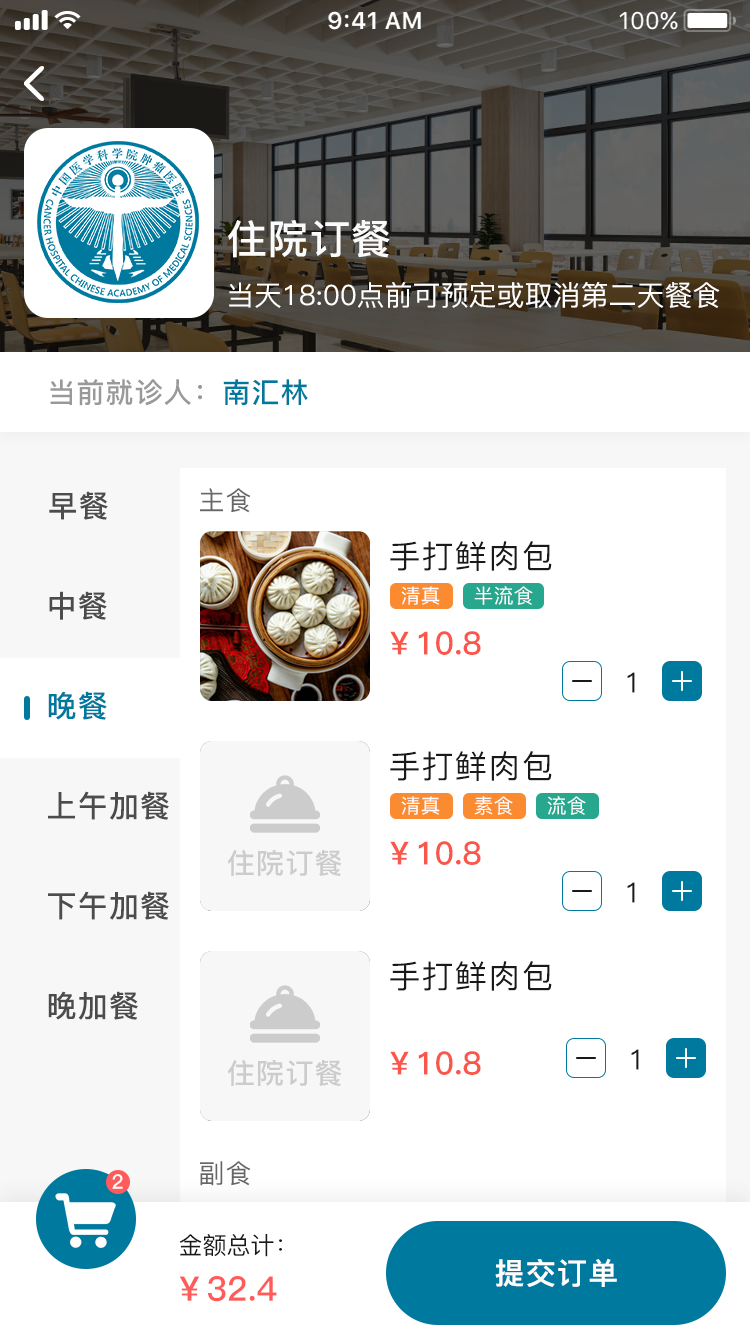 9:41 AM
100%
中国医学科学院肿瘤医院
CANCER HOSPITAL CHINESE ACADEMY OF MEDICAL SCIENCES
住院订餐
当天18:00点前可预定或取消第二天餐食
当前就诊人：南汇林
早餐
中餐
晚餐
上午加餐
下午加餐
晚加餐
主食
手打鲜肉包
清真 半流食
¥10.8
1
住院订餐
手打鲜肉包
清真 素食 流食
¥10.8
1
住院订餐
手打鲜肉包
¥10.8
1
副食
2
金额总计：
¥32.4
提交订单